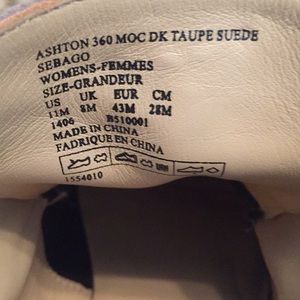 ASHTON 360 MOC DK TAUPE SUEDE
SEBAGO
WOMENS-FEMMES
SIZE-GRANDEUR
US UK EUR CM
11M 8M 43M 28M
1406 B510001
MADE IN CHINA
FABRIQUE EN CHINA
1554010